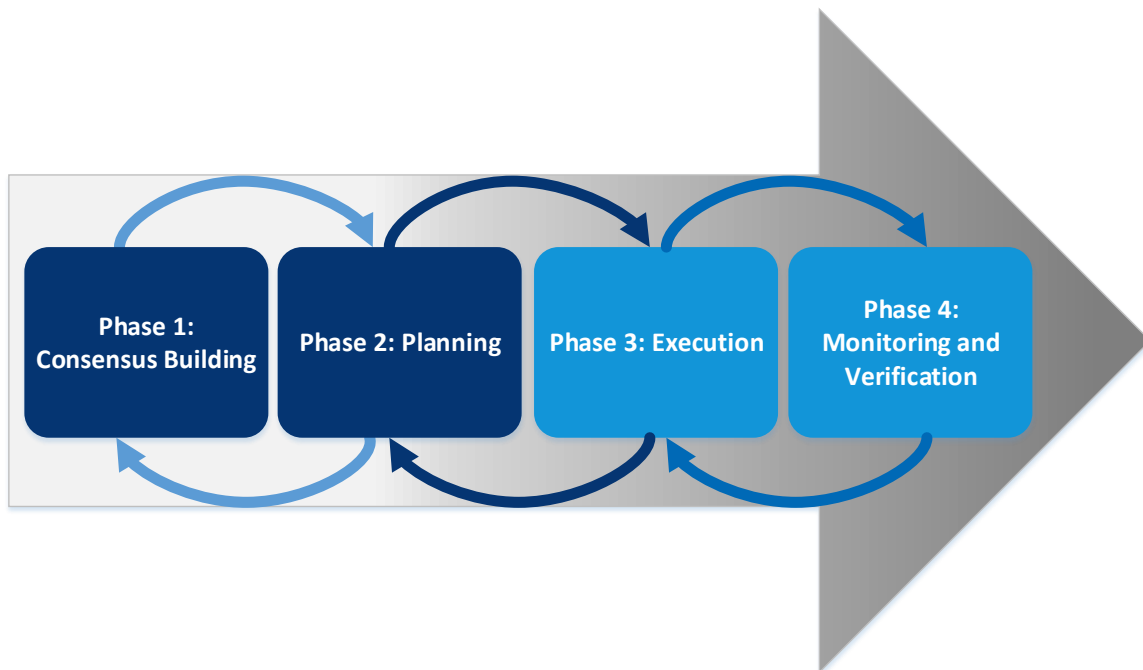 Phase 1:
Consensus Building
Phase 2: Planning
Phase 3: Execution
Phase 4:
Monitoring and
Verification